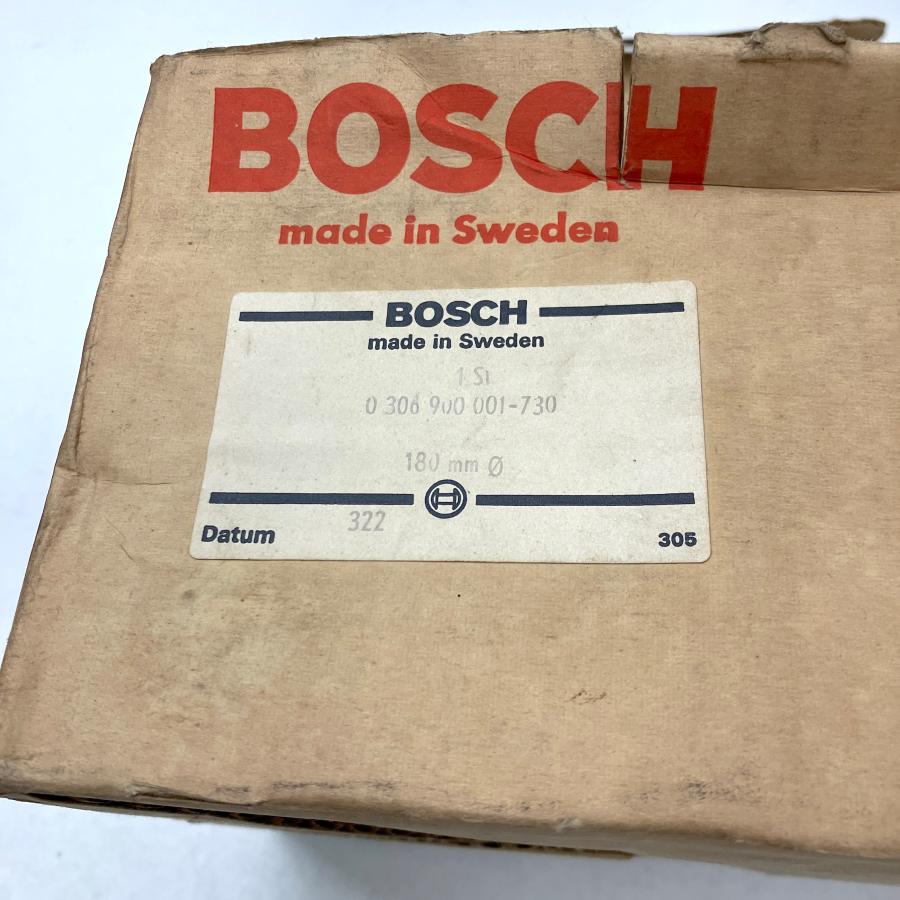 BOSCH
made in Sweden
BOSCH
made in Sweden
1 St
0 306 900 001-730
180 mm Ø
322
Datum
305